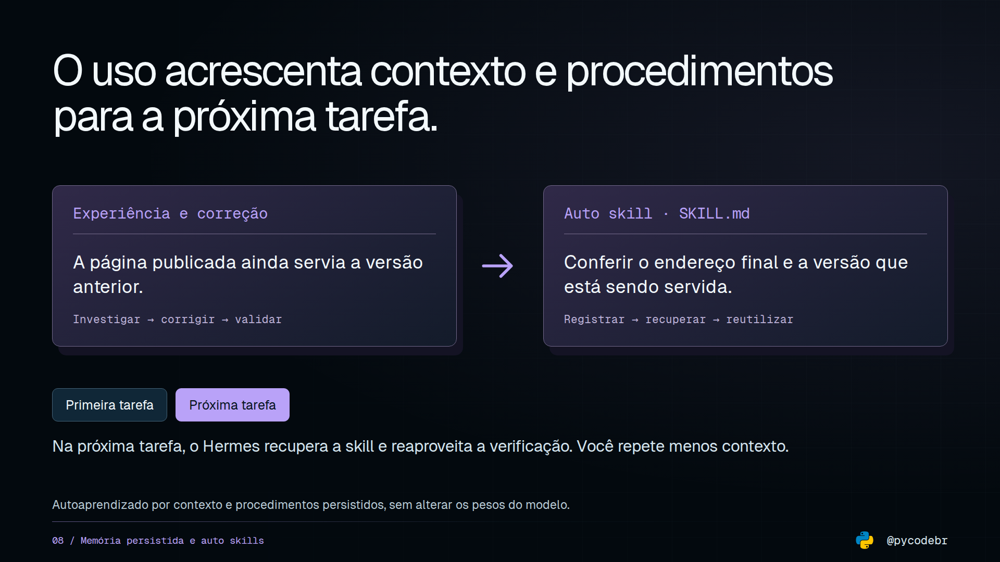 O uso acrescenta contexto e procedimentos
para a próxima tarefa.
Experiência e correção
A página publicada ainda servia a versão
anterior.
Investigar → corrigir → validar
Auto skill · SKILL.md
Conferir o endereço final e a versão que
está sendo servida.
Registrar → recuperar → reutilizar
Primeira tarefa
Próxima tarefa
Na próxima tarefa, o Hermes recupera a skill e reaproveita a verificação. Você repete menos contexto.
Autoaprendizado por contexto e procedimentos persistidos, sem alterar os pesos do modelo.
08 / Memória persistida e auto skills
@pycodebr